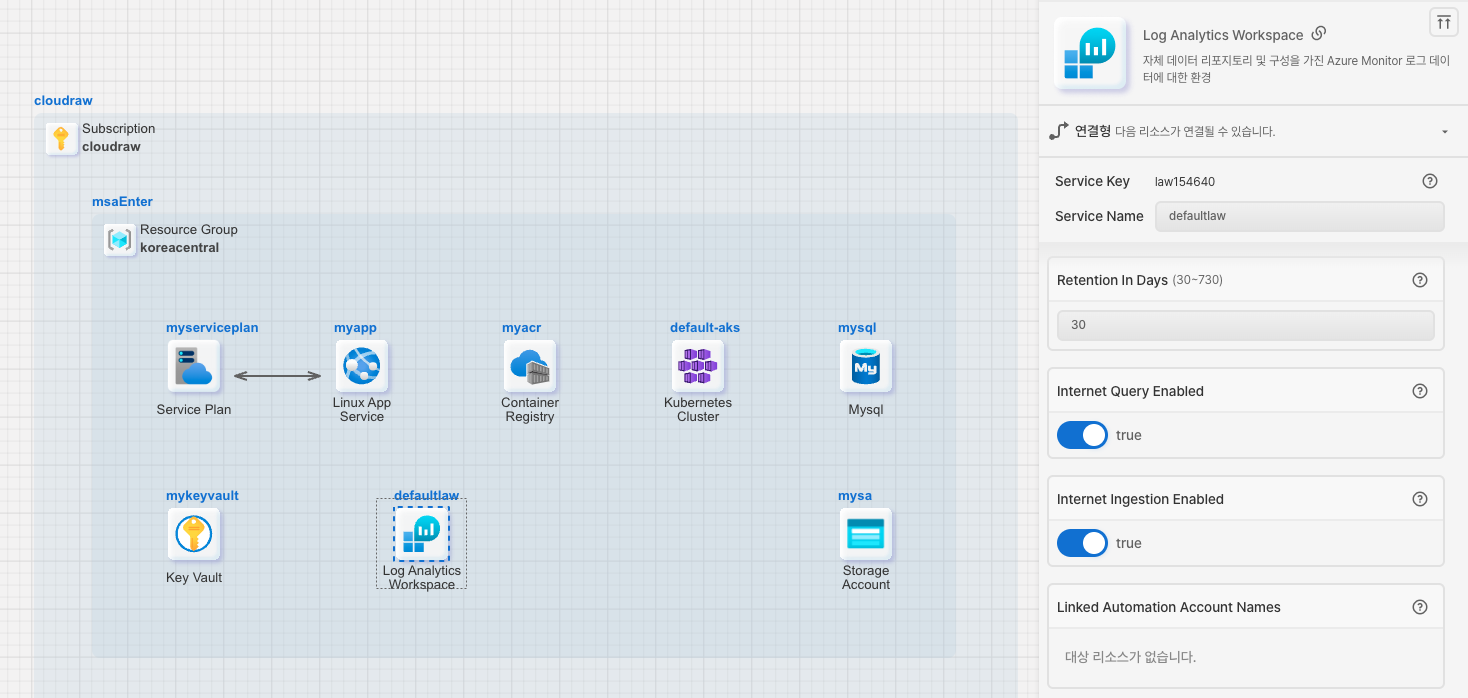 cloudraw
Subscription
cloudraw
msaEnter
Resource Group
koreacentral
myserviceplan
Service Plan
myapp
Linux App
Service
myacr
Container
Registry
default-aks
Kubernetes
Cluster
mysql
My
Mysql
mykeyvault
Key Vault
defaultlaw
Log Analytics
Workspace
mysa
Storage
Account
Log Analytics Workspace
자체 데이터 리포지토리 및 구성을 가진 Azure Monitor 로그 데이
터에 대한 환경
연결형 다음 리소스가 연결될 수 있습니다.
Service Key law154640
Service Name defaultlaw
Retention In Days (30~730)
30
Internet Query Enabled
true
Internet Ingestion Enabled
true
Linked Automation Account Names
대상 리소스가 없습니다.